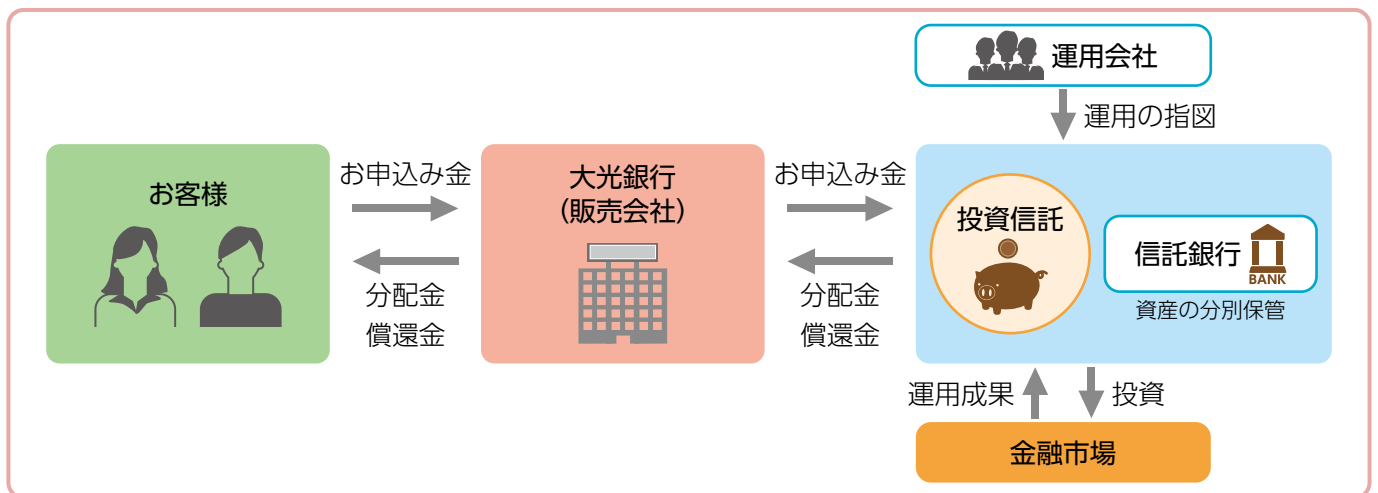 運用会社
運用の指図
お客様
お申込み金
分配金
償還金
大光銀行
(販売会社)
お申込み金
分配金
償還金
投資信託
信託銀行
BANK
資産の分別保管
運用成果
投資
金融市場